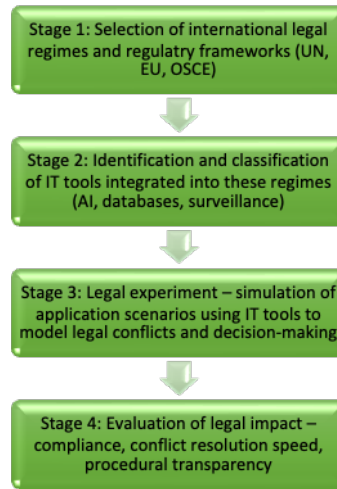 Stage 1: Selection of international legal
regimes and regulatry frameworks (UN,
EU, OSCE)
Stage 2: Identification and classification
of IT tools integrated into these regimes
(AI, databases, surveillance)
Stage 3: Legal experiment – simulation of
application scenarios using IT tools to
model legal conflicts and decision-making
Stage 4: Evaluation of legal impact –
compliance, conflict resolution speed,
procedural transparency